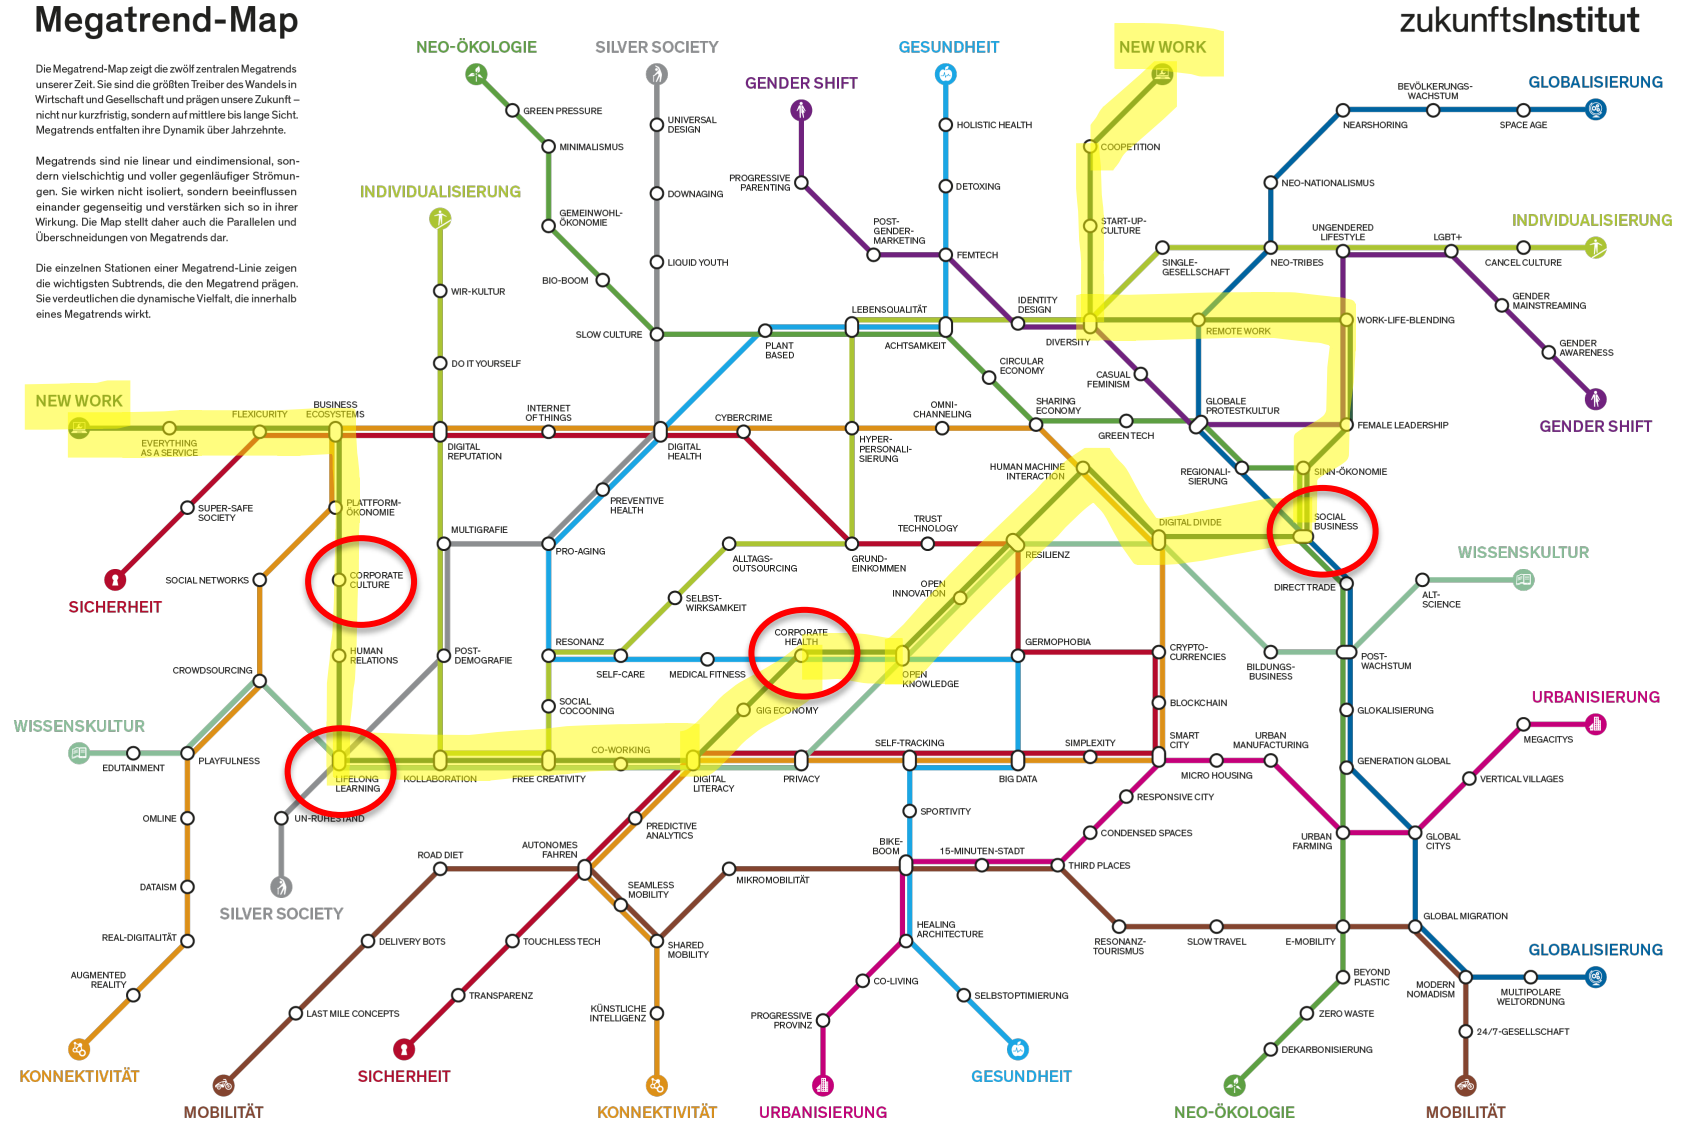 Megatrend-Map
zukunftsInstitut
Die Megatrend-Map zeigt die zwölf zentralen Megatrends
unserer Zeit. Sie sind die größten Treiber des Wandels in
Wirtschaft und Gesellschaft und prägen unsere Zukunft –
nicht nur kurzfristig, sondern auf mittlere bis lange Sicht.
Megatrends entfalten ihre Dynamik über Jahrzehnte.
Megatrends sind nie linear und eindimensional, son-
dern vielschichtig und voller gegenläufiger Strömun-
gen. Sie wirken nicht isoliert, sondern beeinflussen
einander gegenseitig und verstärken sich so in ihrer
Wirkung. Die Map stellt daher auch die Parallelen und
Überschneidungen von Megatrends dar.
Die einzelnen Stationen einer Megatrend-Linie zeigen
die wichtigsten Subtrends, die den Megatrend prägen.
Sie verdeutlichen die dynamische Vielfalt, die innerhalb
eines Megatrends wirkt.
NEO-ÖKOLOGIE
SILVER SOCIETY
GESUNDHEIT
NEW WORK
GENDER SHIFT
GLOBALISIERUNG
BEVÖLKERUNGS-
WACHSTUM
GREEN PRESSURE
UNIVERSAL
DESIGN
HOLISTIC HEALTH
NEARSHORING
SPACE AGE
MINIMALISMUS
COOPETITION
PROGRESSIVE
PARENTING
DETOXING
NEO-NATIONALISMUS
INDIVIDUALISIERUNG
DOWNAGING
GEMEINWOHL-
ÖKONOMIE
POST-
GENDER-
MARKETING
START-UP-
CULTURE
UNGENDERED
LIFESTYLE
LGBT+
INDIVIDUALISIERUNG
FEMTECH
SINGLE-
GESELLSCHAFT
NEO-TRIBES
CANCEL CULTURE
LIQUID YOUTH
BIO-BOOM
WIR-KULTUR
LEBENSQUALITÄT
IDENTITY
DESIGN
GENDER
MAINSTREAMING
SLOW CULTURE
PLANT
BASED
ACHTSAMKEIT
DIVERSITY
REMOTE WORK
WORK-LIFE-BLENDING
DO IT YOURSELF
CIRCULAR
ECONOMY
CASUAL
FEMINISM
GENDER
AWARENESS
NEW WORK
FLEXICURITY
BUSINESS
ECOSYSTEMS
INTERNET
OF THINGS
CYBERCRIME
OMNI-
CHANNELING
SHARING
ECONOMY
GREEN TECH
GLOBALE
PROTESTKULTUR
FEMALE LEADERSHIP
GENDER SHIFT
EVERYTHING
AS A SERVICE
DIGITAL
REPUTATION
DIGITAL
HEALTH
HYPER-
PERSONALI-
SIERUNG
HUMAN MACHINE
INTERACTION
REGIONALI-
SIERUNG
SINN-ÖKONOMIE
SUPER-SAFE
SOCIETY
PLATTFORM-
ÖKONOMIE
PREVENTIVE
HEALTH
MULTIGRAFIE
TRUST
TECHNOLOGY
DIGITAL DIVIDE
SOCIAL
BUSINESS
PRO-AGING
ALLTAGS-
OUTSOURCING
GRUND-
EINKOMMEN
RESILIENZ
WISSENSKULTUR
SOCIAL NETWORKS
CORPORATE
CULTURE
OPEN
INNOVATION
DIRECT TRADE
ALT-
SCIENCE
SICHERHEIT
SELBST-
WIRKSAMKEIT
CORPORATE
HEALTH
RESONANZ
GERMOPHOBIA
HUMAN
RELATIONS
POST-
DEMOGRAFIE
CRYPTO-
CURRENCIES
BILDUNGS-
BUSINESS
POST-
WACHSTUM
CROWDSOURCING
SELF-CARE
MEDICAL FITNESS
OPEN
KNOWLEDGE
URBANISIERUNG
SOCIAL
COCOONING
GIG ECONOMY
BLOCKCHAIN
GLOKALISIERUNG
WISSENSKULTUR
MEGACITYS
EDUTAINMENT
PLAYFULNESS
CO-WORKING
SELF-TRACKING
SIMPLEXITY
SMART
CITY
URBAN
MANUFACTURING
GENERATION GLOBAL
LIFELONG
LEARNING
KOLLABORATION
FREE CREATIVITY
DIGITAL
LITERACY
PRIVACY
BIG DATA
MICRO HOUSING
VERTICAL VILLAGES
RESPONSIVE CITY
OMLINE
UN-RUHESTAND
PREDICTIVE
ANALYTICS
SPORTIVITY
CONDENSED SPACES
URBAN
FARMING
GLOBAL
CITYS
ROAD DIET
AUTONOMES
FAHREN
BIKE-
BOOM
15-MINUTEN-STADT
THIRD PLACES
DATAISM
SEAMLESS
MOBILITY
MIKROMOBILITÄT
SILVER SOCIETY
GLOBAL MIGRATION
REAL-DIGITALITÄT
DELIVERY BOTS
TOUCHLESS TECH
SHARED
MOBILITY
HEALING
ARCHITECTURE
RESONANZ-
TOURISMUS
SLOW TRAVEL
E-MOBILITY
GLOBALISIERUNG
AUGMENTED
REALITY
CO-LIVING
BEYOND
PLASTIC
MODERN
NOMADISM
MULTIPOLARE
WELTORDNUNG
LAST MILE CONCEPTS
TRANSPARENZ
KÜNSTLICHE
INTELLIGENZ
PROGRESSIVE
PROVINZ
SELBSTOPTIMIERUNG
ZERO WASTE
24/7-GESELLSCHAFT
DEKARBONISIERUNG
KONNEKTIVITÄT
SICHERHEIT
GESUNDHEIT
MOBILITÄT
KONNEKTIVITÄT
URBANISIERUNG
NEO-ÖKOLOGIE
MOBILITÄT